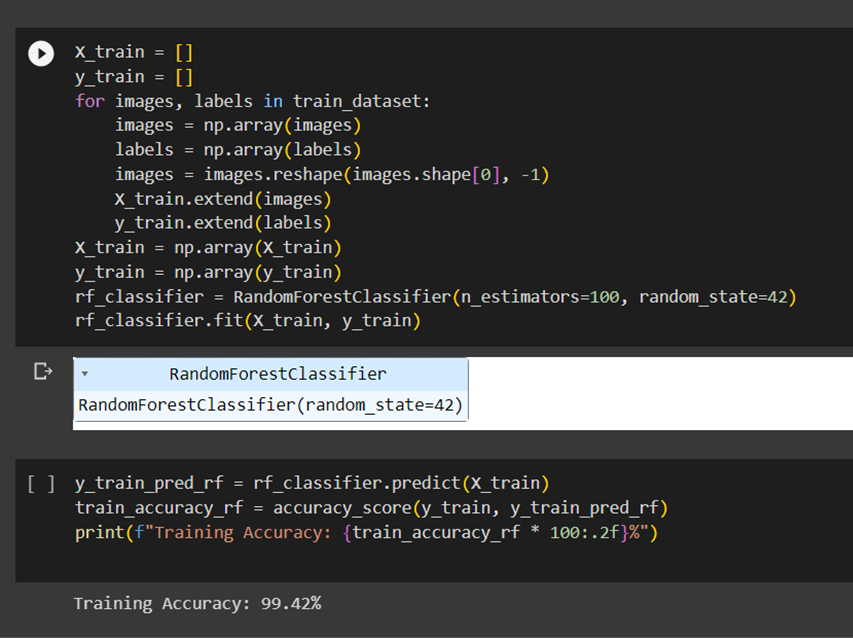 X_train = []
y_train = []
for images, labels in train_dataset:
    images = np.array(images)
    labels = np.array(labels)
    images = images.reshape(images.shape[0], -1)
    X_train.extend(images)
    y_train.extend(labels)
X_train = np.array(X_train)
y_train = np.array(y_train)
rf_classifier = RandomForestClassifier(n_estimators=100, random_state=42)
rf_classifier.fit(X_train, y_train)
RandomForestClassifier
RandomForestClassifier(random_state=42)
[ ] y_train_pred_rf = rf_classifier.predict(X_train)
train_accuracy_rf = accuracy_score(y_train, y_train_pred_rf)
print(f"Training Accuracy: {train_accuracy_rf * 100:.2f}%")
Training Accuracy: 99.42%